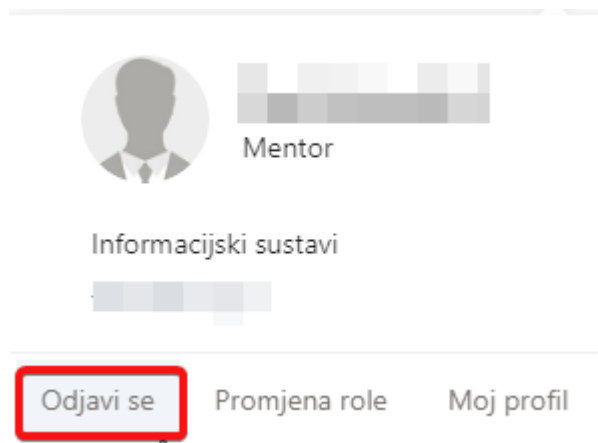 Mentor
Informacijski sustavi
Odjavi se Promjena role Moj profil